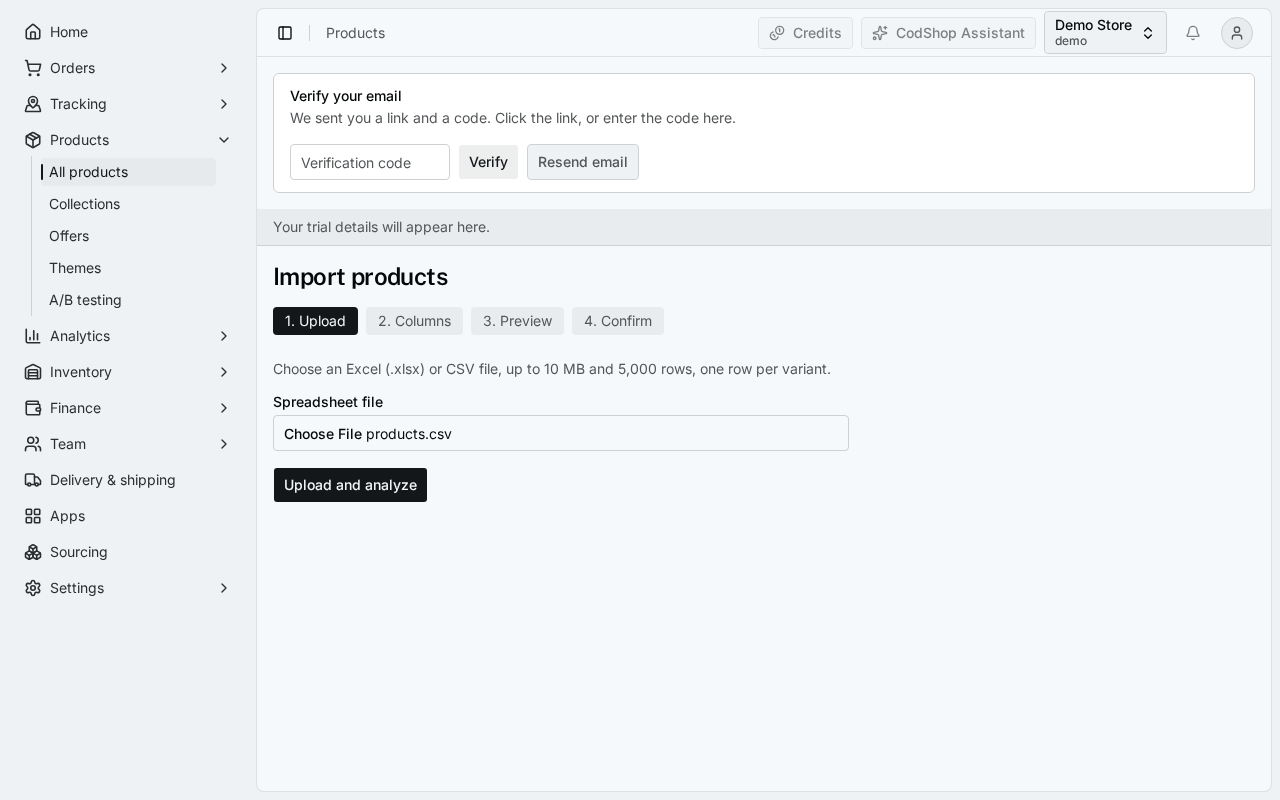 Home
Orders
Tracking
Products
All products
Collections
Offers
Themes
A/B testing
Analytics
Inventory
Finance
Team
Delivery & shipping
Apps
Sourcing
Settings
Products
Credits
CodShop Assistant
Demo Store
demo
Verify your email
We sent you a link and a code. Click the link, or enter the code here.
Verification code
Verify
Resend email
Your trial details will appear here.
Import products
1. Upload
2. Columns
3. Preview
4. Confirm
Choose an Excel (.xlsx) or CSV file, up to 10 MB and 5,000 rows, one row per variant.
Spreadsheet file
Choose File products.csv
Upload and analyze